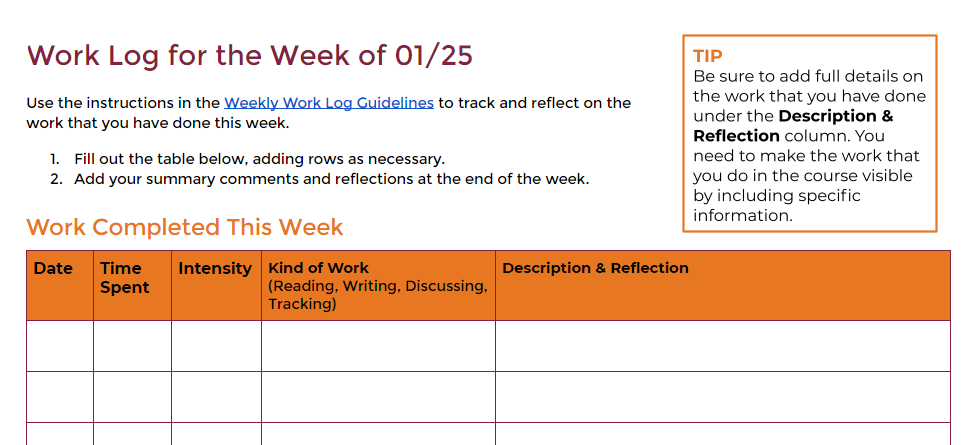 Work Log for the Week of 01/25
Use the instructions in the Weekly Work Log Guidelines to track and reflect on the
work that you have done this week.
1. Fill out the table below, adding rows as necessary.
2. Add your summary comments and reflections at the end of the week.
TIP
Be sure to add full details on
the work that you have done
under the Description &
Reflection column. You
need to make the work that
you do in the course visible
by including specific
information.
Work Completed This Week
Date
Time
Spent
Intensity
Kind of Work
(Reading, Writing, Discussing,
Tracking)
Description & Reflection